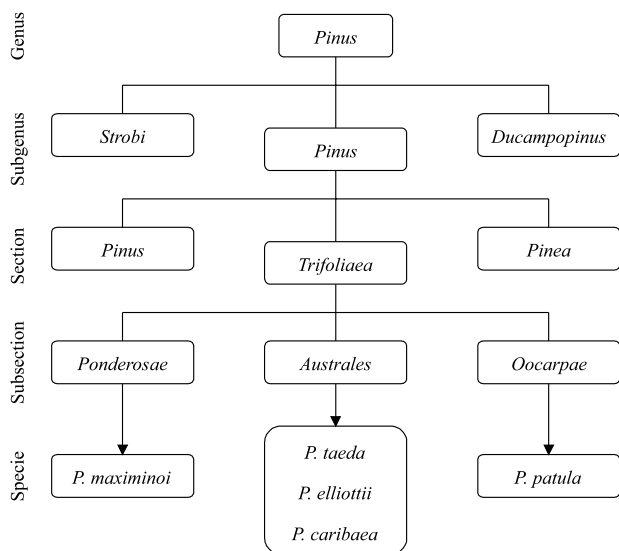 Genus
Pinus
Subgenus
Strobi
Pinus
Ducampopinus
Section
Pinus
Trifoliaea
Pinea
Subsection
Ponderosae
Australes
Oocarpae
Specie
P. maximinoi
P. taeda
P. elliottii
P. caribaea
P. patula